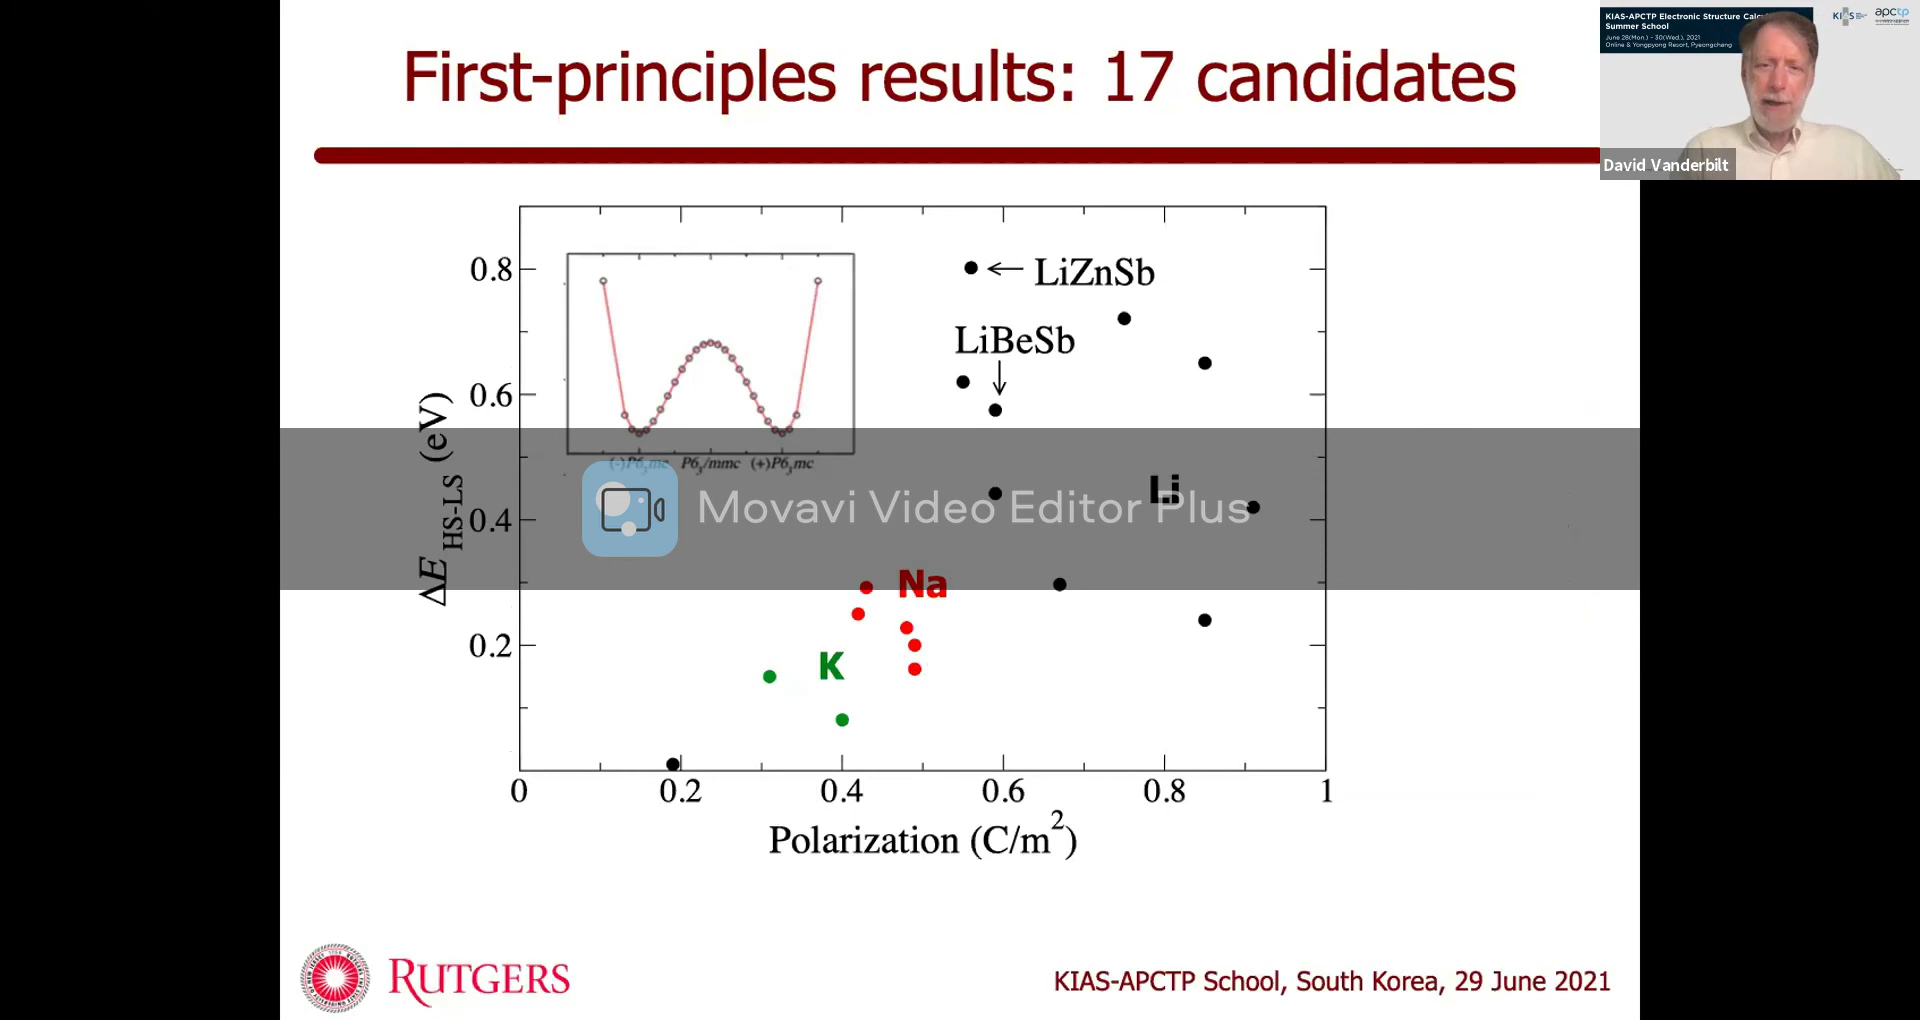 First-principles results: 17 candidates
KIAS-APCTP Electronic Structure Calc
Summer School
June 28(Mon.) - 30(Wed.), 2021
Online & Yongpyong Resort, Pyeongchang
KIAS
apctp
David Vanderbilt
0.8
0.6
0.4
0.2
ΔE HS-LS (eV)
LiZnSb
LiBeSb
(-)P6₃mc P6₃/mmc (+)P6₃mc
Movavi Video Editor Plus
Li
Na
K
0 0.2 0.4 0.6 0.8 1
Polarization (C/m²)
RUTGERS
KIAS-APCTP School, South Korea, 29 June 2021